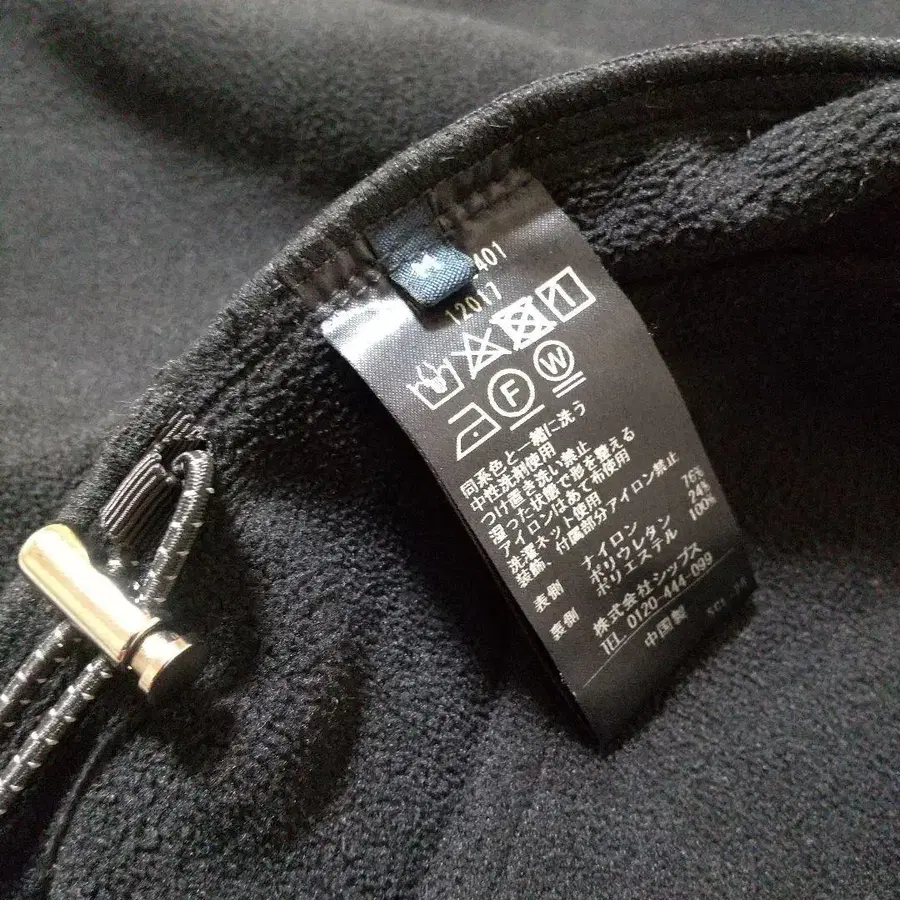 M
401
12017
F W
同系色と一緒に洗う
中性洗剤使用
つけ置き洗い禁止
湿った状態で形を整える
アイロンはあて布使用
洗濯ネット使用
装飾、付属部分アイロン禁止
表側 ナイロン 76%
ポリウレタン 24%
裏側 ポリエステル 100%
株式会社シップス
TEL. 0120-444-099
中国製